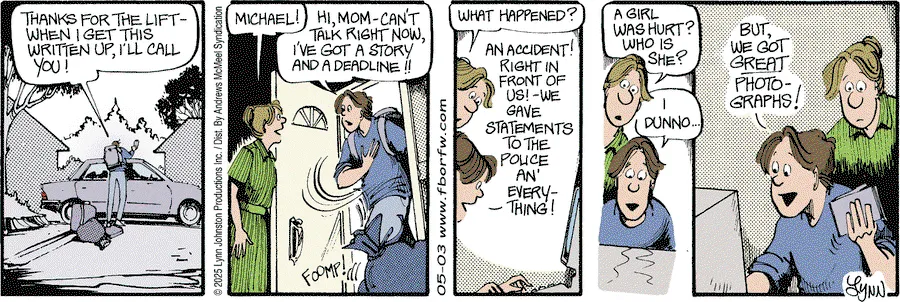 THANKS FOR THE LIFT-
WHEN I GET THIS
WRITTEN UP, I'LL CALL
YOU!
© 2025 Lynn Johnston Productions Inc. / Dist. By Andrews McMeel Syndication
MICHAEL!
HI, MOM-CAN'T
TALK RIGHT NOW,
I'VE GOT A STORY
AND A DEADLINE!!
FOOMP!
05-03 www.fborfw.com
WHAT HAPPENED?
AN ACCIDENT!
RIGHT IN
FRONT OF
US!-WE
GAVE
STATEMENTS
TO THE
POLICE
AN'
EVERY-
THING!
A GIRL
WAS HURT?
WHO IS
SHE?
I
DUNNO...
BUT,
WE GOT
GREAT
PHOTO-
GRAPHS!
LYNN